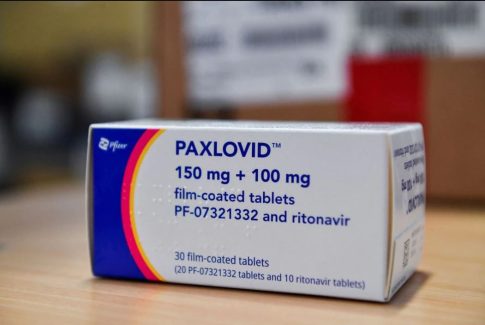 Pfizer
PAXLOVID™
150 mg + 100 mg
film-coated tablets
PF-07321332 and ritonavir
30 film-coated tablets
(20 PF-07321332 tablets and 10 ritonavir tablets)